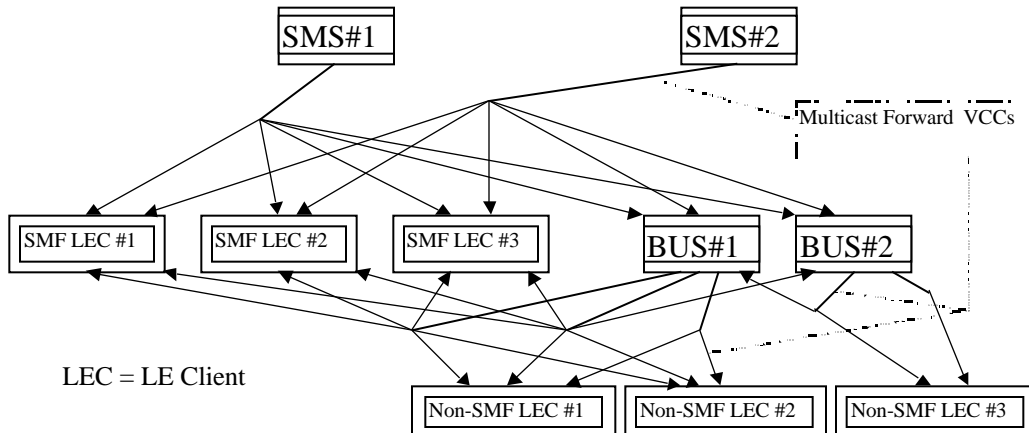 SMS#1
SMS#2
Multicast Forward VCCs
SMF LEC #1
SMF LEC #2
SMF LEC #3
BUS#1
BUS#2
LEC = LE Client
Non-SMF LEC #1
Non-SMF LEC #2
Non-SMF LEC #3